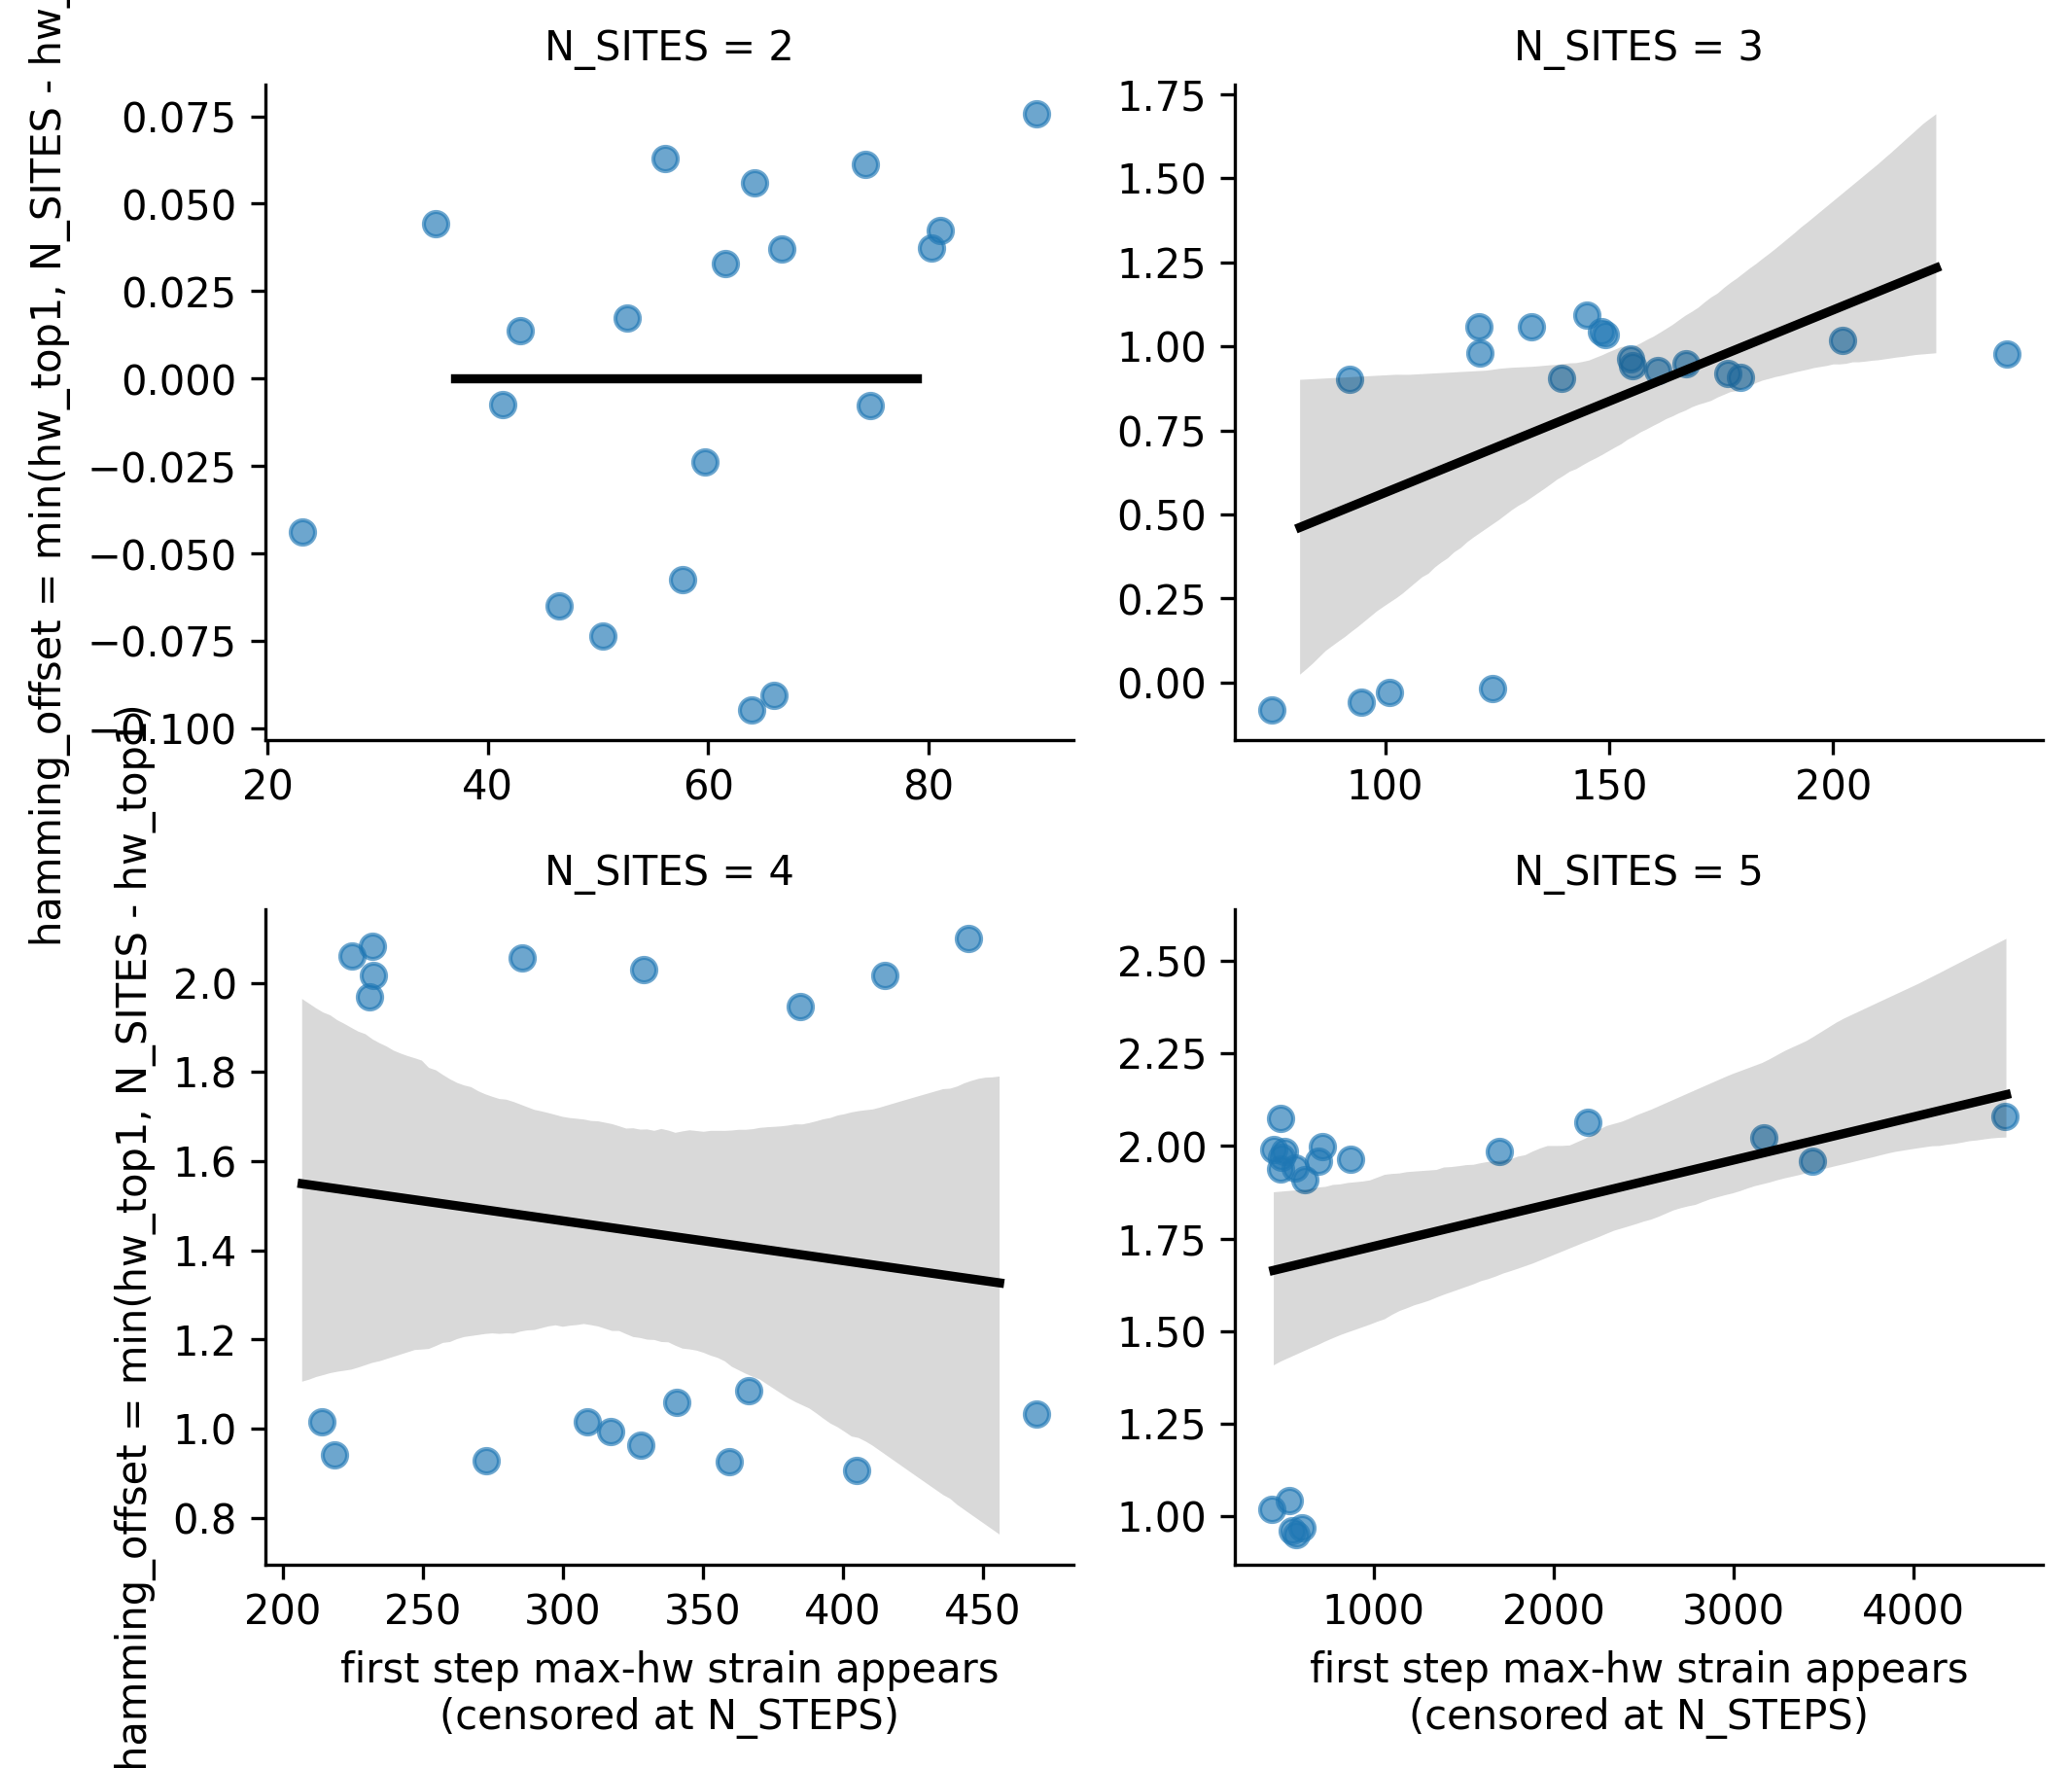 N_SITES = 2
0.075
0.050
0.025
0.000
−0.025
−0.050
−0.075
−0.100
20 40 60 80
hamming_offset = min(hw_top1, N_SITES - hw_
N_SITES = 3
1.75
1.50
1.25
1.00
0.75
0.50
0.25
0.00
100 150 200
N_SITES = 4
2.0
1.8
1.6
1.4
1.2
1.0
0.8
200 250 300 350 400 450
hamming_offset = min(hw_top1, N_SITES - hw_top1)
first step max-hw strain appears
(censored at N_STEPS)
N_SITES = 5
2.50
2.25
2.00
1.75
1.50
1.25
1.00
1000 2000 3000 4000
first step max-hw strain appears
(censored at N_STEPS)